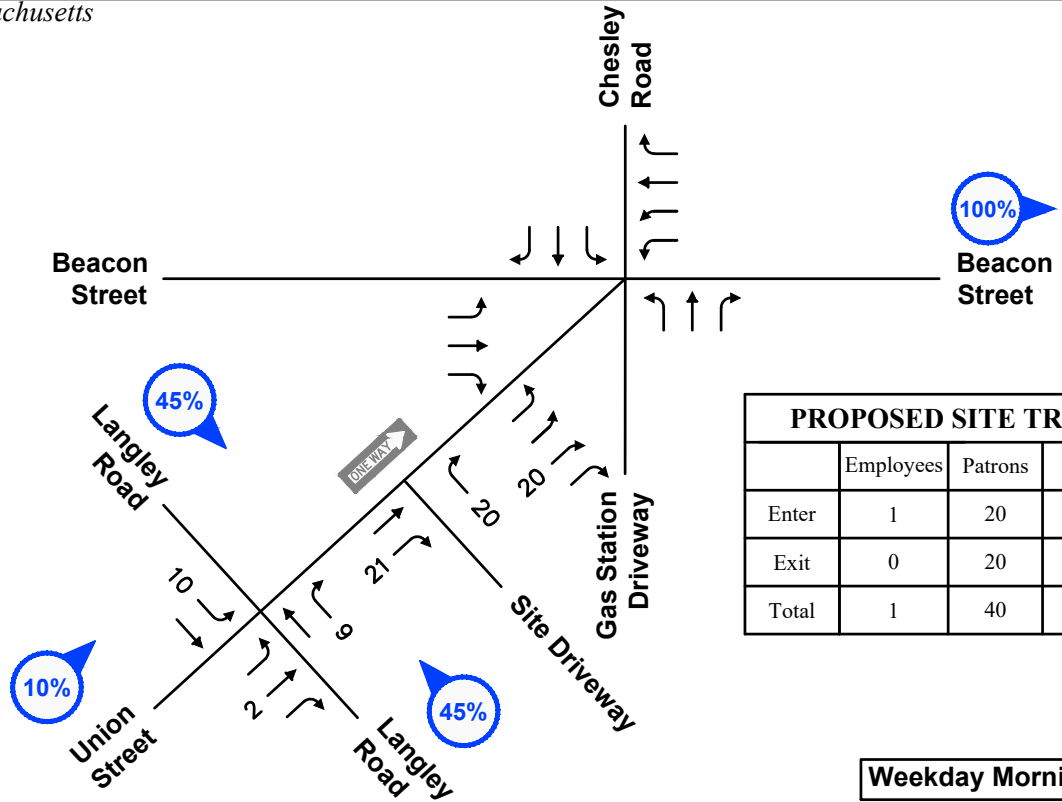 chusetts
Chesley
Road
100%
Beacon
Street
Beacon
Street
45%
Langley
Road
ONE WAY
PROPOSED SITE TR
Employees Patrons
Enter 1 20
Exit 0 20
Total 1 40
20
20
21
10
9
2
Gas Station
Driveway
Site Driveway
10%
45%
Union
Street
Langley
Road
Weekday Morni